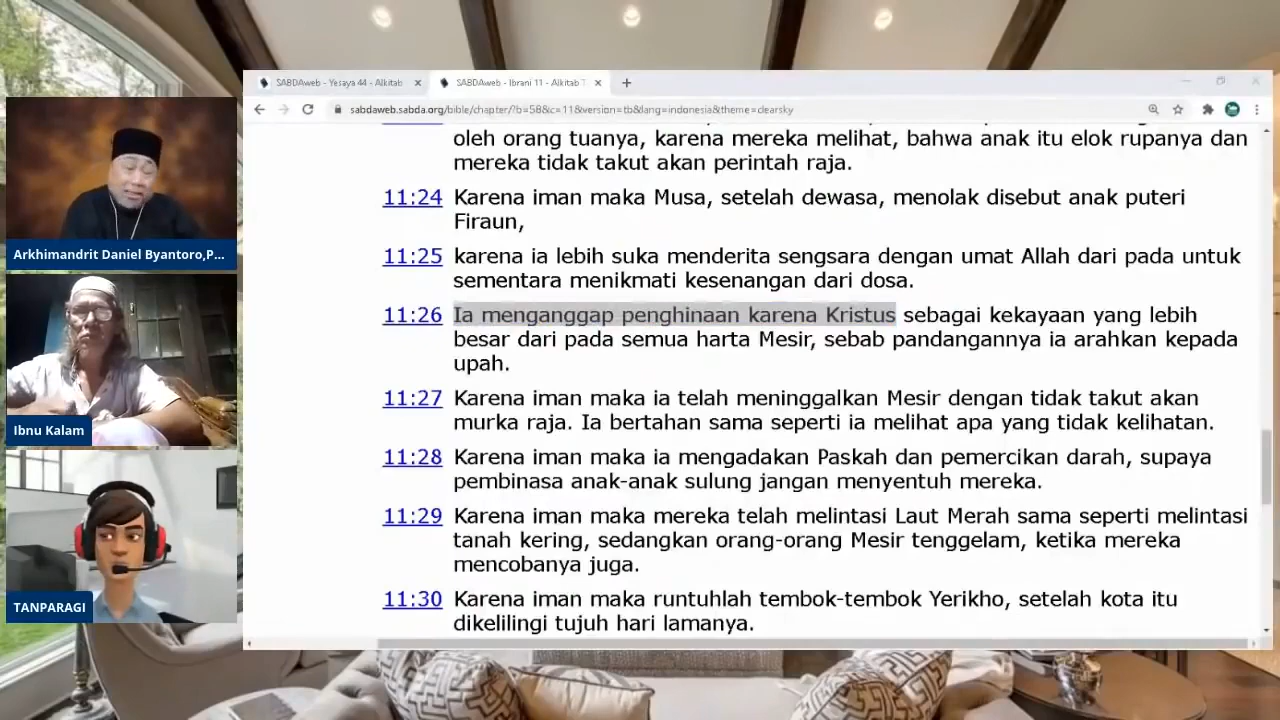 SABDAweb - Yesaya 44 - Alkitab
SABDAweb - Ibrani 11 - Alkitab T
sabdaweb.sabda.org/bible/chapter/?b=58&c=11&version=tb&lang=indonesia&theme=clearsky
oleh orang tuanya, karena mereka melihat, bahwa anak itu elok rupanya dan
mereka tidak takut akan perintah raja.
11:24 Karena iman maka Musa, setelah dewasa, menolak disebut anak puteri
Firaun,
11:25 karena ia lebih suka menderita sengsara dengan umat Allah dari pada untuk
sementara menikmati kesenangan dari dosa.
11:26 Ia menganggap penghinaan karena Kristus sebagai kekayaan yang lebih
besar dari pada semua harta Mesir, sebab pandangannya ia arahkan kepada
upah.
11:27 Karena iman maka ia telah meninggalkan Mesir dengan tidak takut akan
murka raja. Ia bertahan sama seperti ia melihat apa yang tidak kelihatan.
11:28 Karena iman maka ia mengadakan Paskah dan pemercikan darah, supaya
pembinasa anak-anak sulung jangan menyentuh mereka.
11:29 Karena iman maka mereka telah melintasi Laut Merah sama seperti melintasi
tanah kering, sedangkan orang-orang Mesir tenggelam, ketika mereka
mencobanya juga.
11:30 Karena iman maka runtuhlah tembok-tembok Yerikho, setelah kota itu
dikelilingi tujuh hari lamanya.
Arkhimandrit Daniel Byantoro,P...
Ibnu Kalam
TANPARAGI